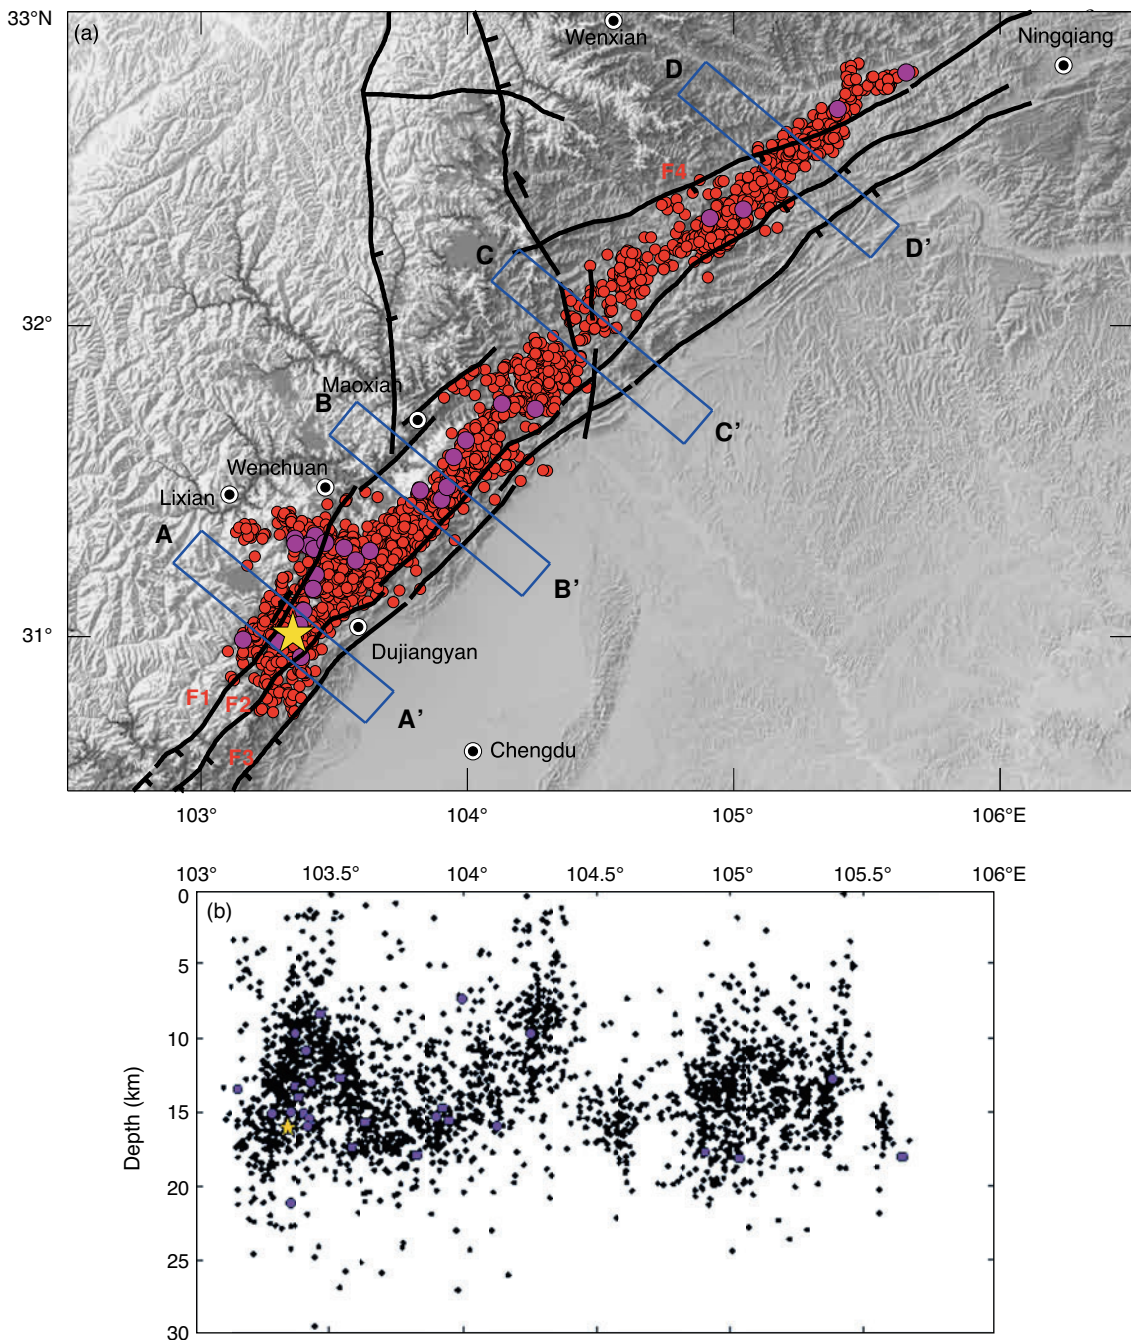 33°N
(a)
Wenxian
Ningqiang
D
F4
D’
C
32°
Maoxian
B
C’
Wenchuan
Lixian
A
B’
31°
Dujiangyan
F1
F2
A’
F3
Chengdu
103°
104°
105°
106°E
103°
103.5°
104°
104.5°
105°
105.5°
106°E
0
(b)
5
10
15
20
25
30
Depth (km)